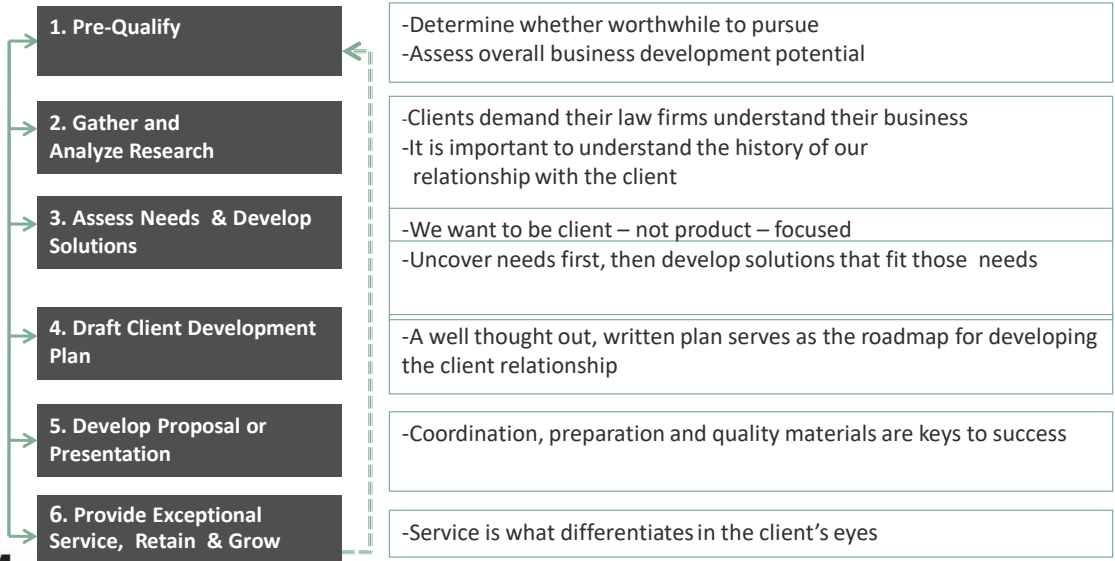 1. Pre-Qualify
-Determine whether worthwhile to pursue
-Assess overall business development potential
2. Gather and
Analyze Research
-Clients demand their law firms understand their business
-It is important to understand the history of our
relationship with the client
3. Assess Needs & Develop
Solutions
-We want to be client – not product – focused
-Uncover needs first, then develop solutions that fit those needs
4. Draft Client Development
Plan
-A well thought out, written plan serves as the roadmap for developing
the client relationship
5. Develop Proposal or
Presentation
-Coordination, preparation and quality materials are keys to success
6. Provide Exceptional
Service, Retain & Grow
-Service is what differentiates in the client’s eyes